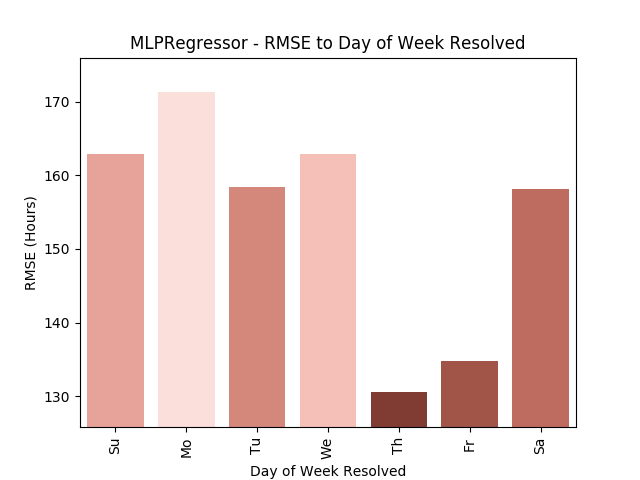 MLPRegressor - RMSE to Day of Week Resolved
170
160
150
140
130
RMSE (Hours)
Su
Mo
Tu
We
Th
Fr
Sa
Day of Week Resolved